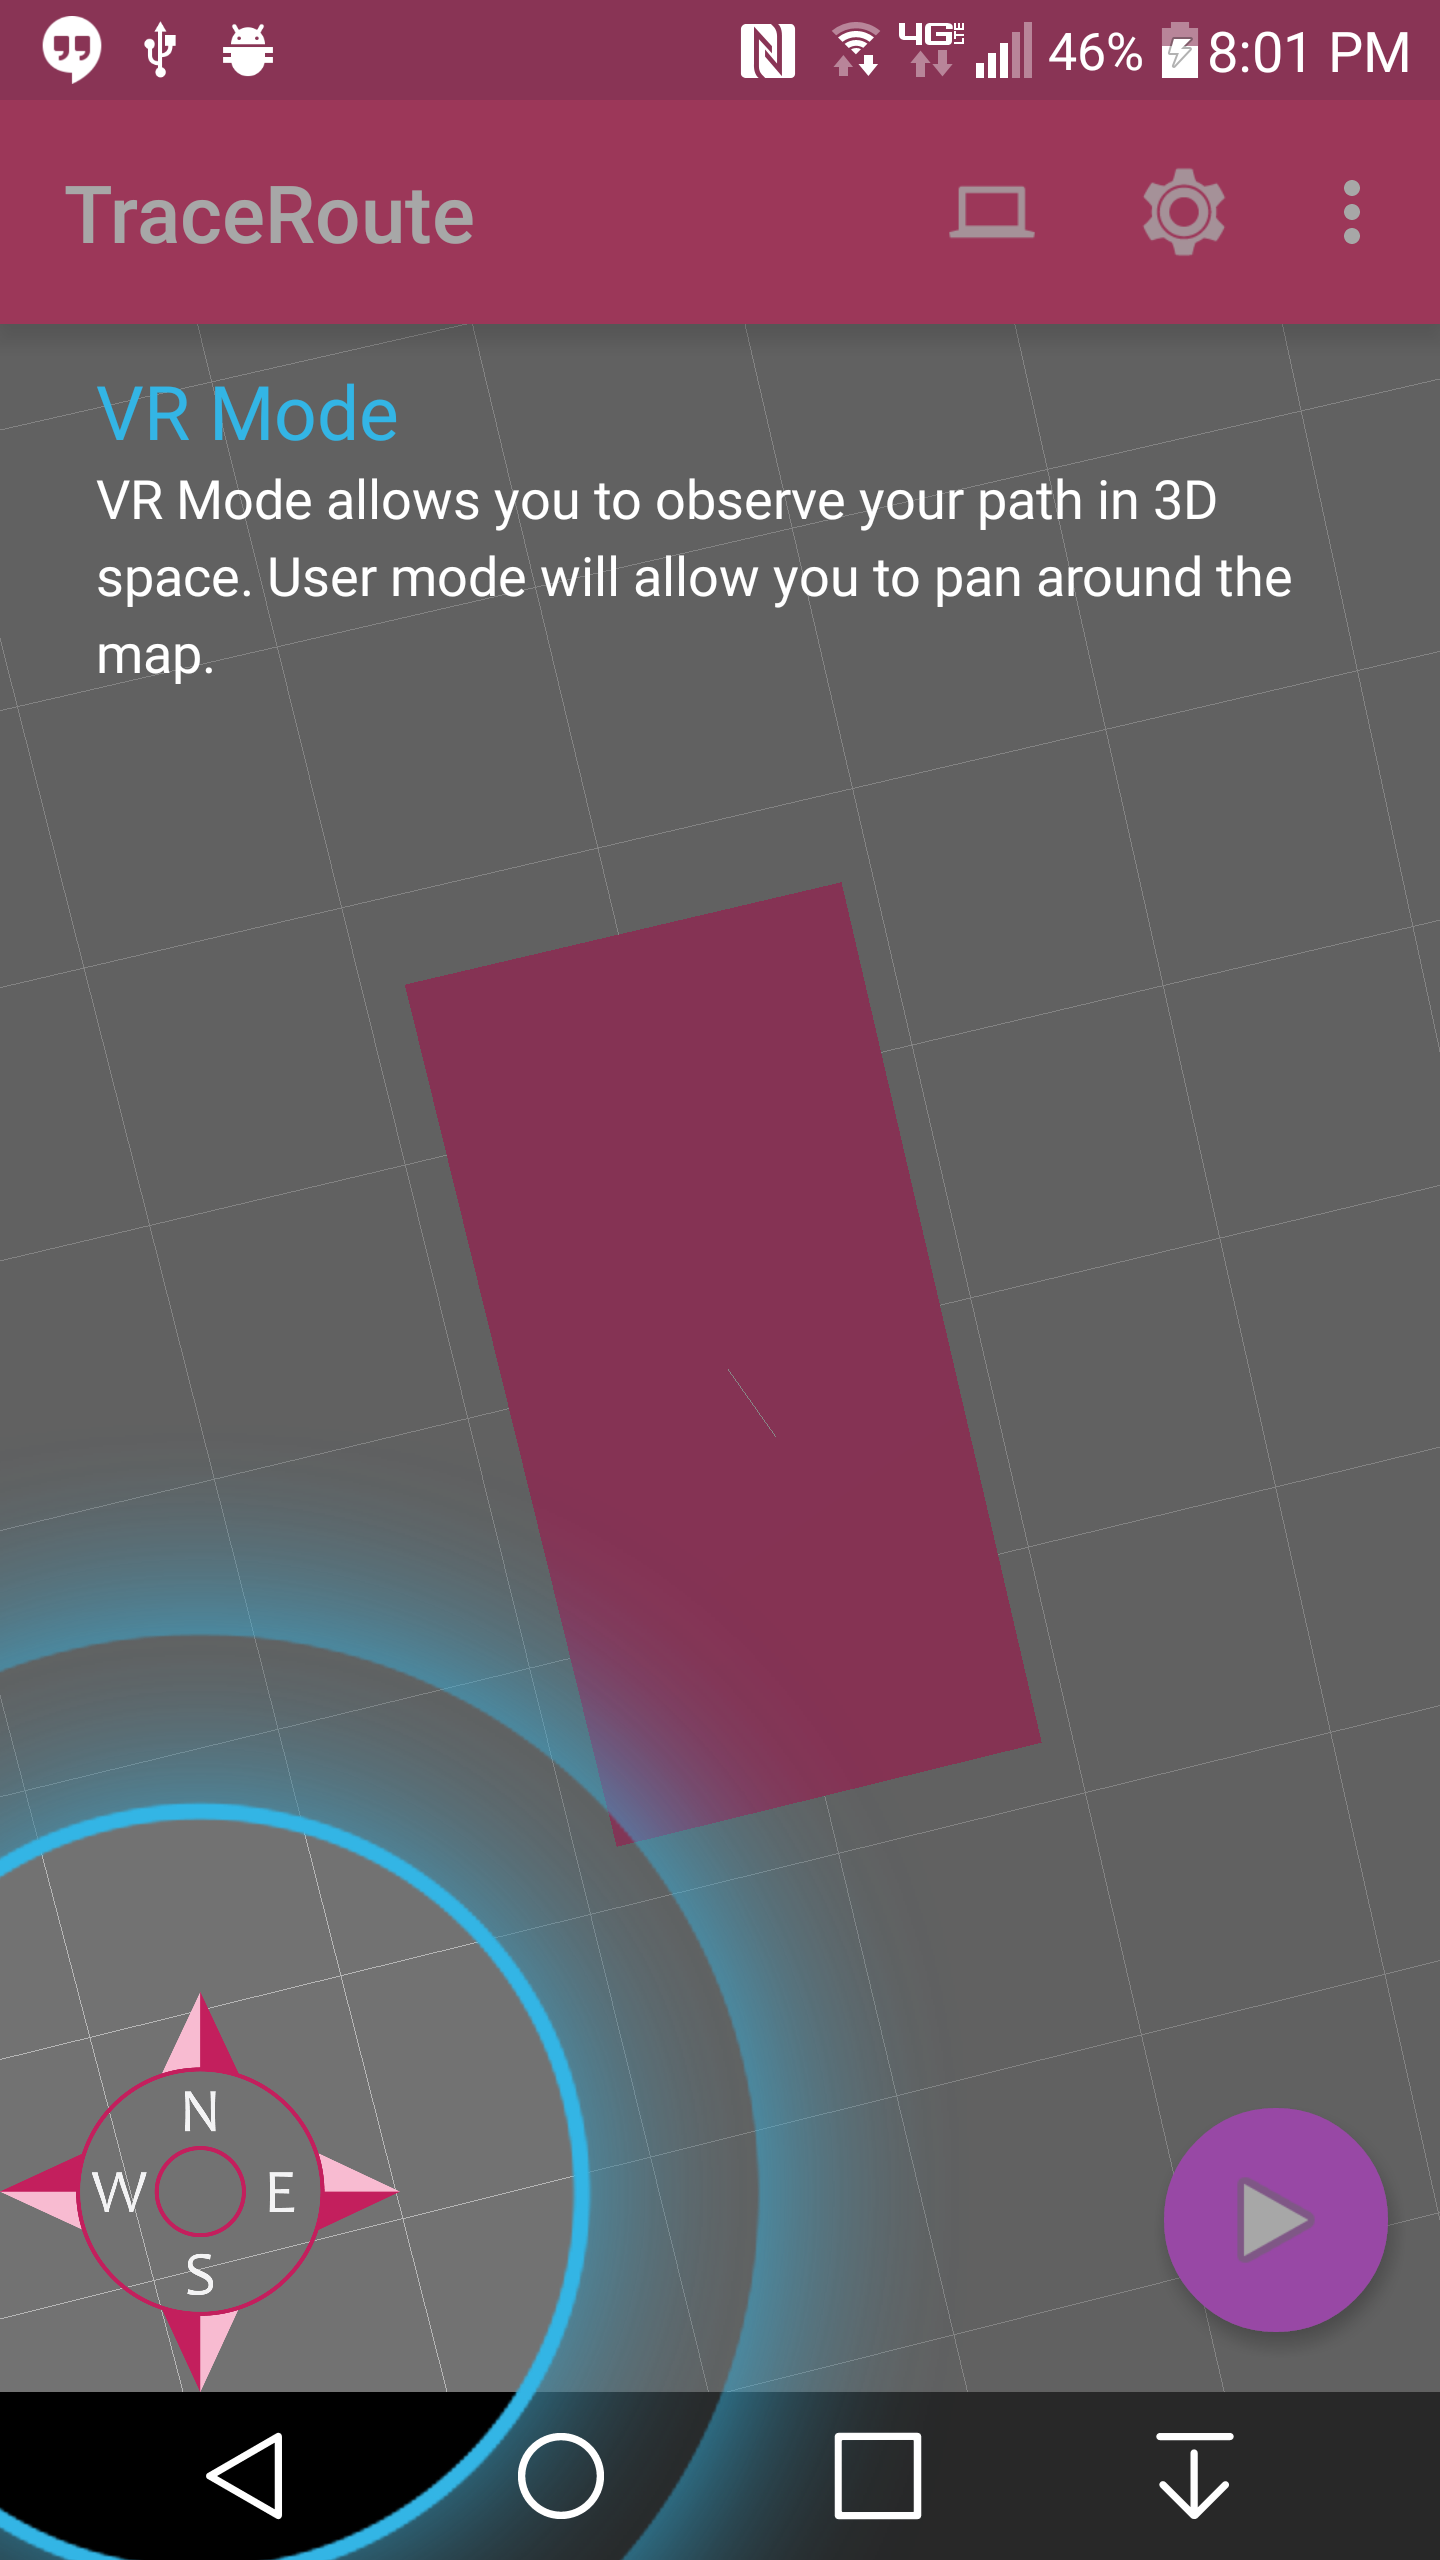 4G LTE 46% 8:01 PM
TraceRoute
VR Mode
VR Mode allows you to observe your path in 3D
space. User mode will allow you to pan around the
map.
N
W E
S